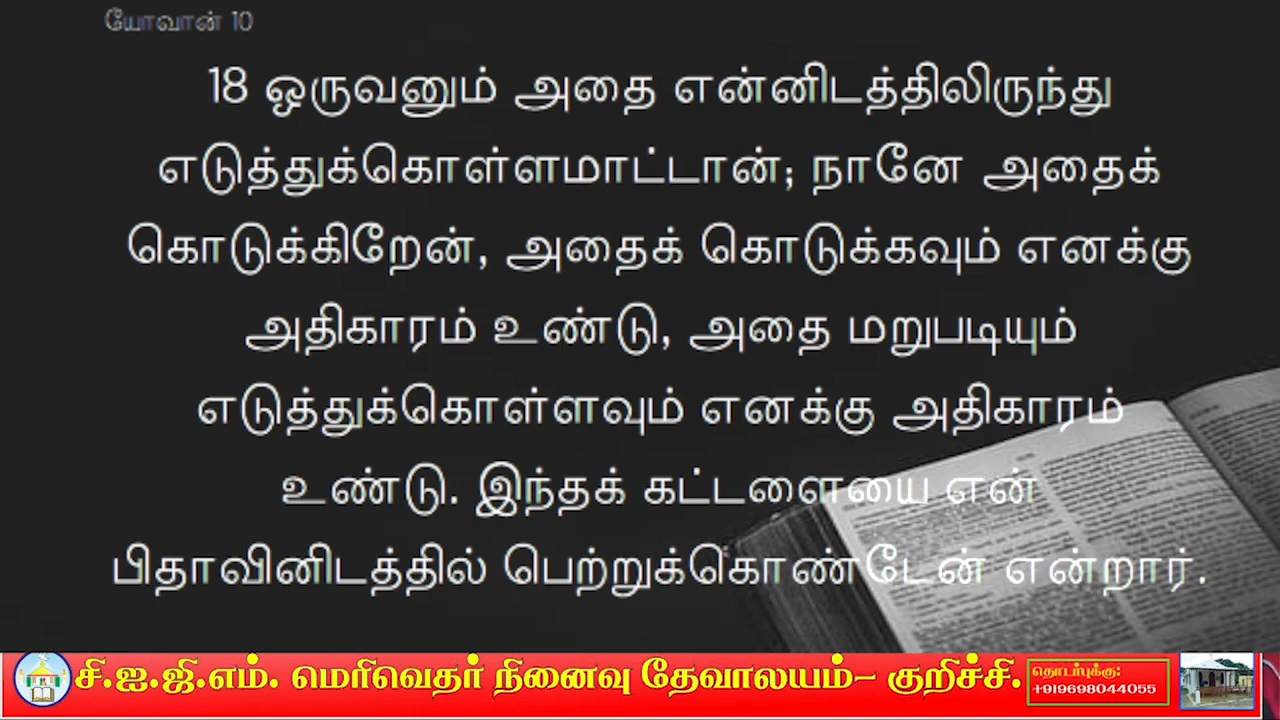 யோவான் 10
18 ஒருவனும் அதை என்னிடத்திலிருந்து
எடுத்துக்கொள்ளமாட்டான்; நானே அதைக்
கொடுக்கிறேன், அதைக் கொடுக்கவும் எனக்கு
அதிகாரம் உண்டு, அதை மறுபடியும்
எடுத்துக்கொள்ளவும் எனக்கு அதிகாரம்
உண்டு. இந்தக் கட்டளையை என்
பிதாவினிடத்தில் பெற்றுக்கொண்டேன் என்றார்.
சி.ஐ.ஜி.எம். மெரிவெதர் நினைவு தேவாலயம்- குறிச்சி.
தொடர்புக்கு:
+919698044055